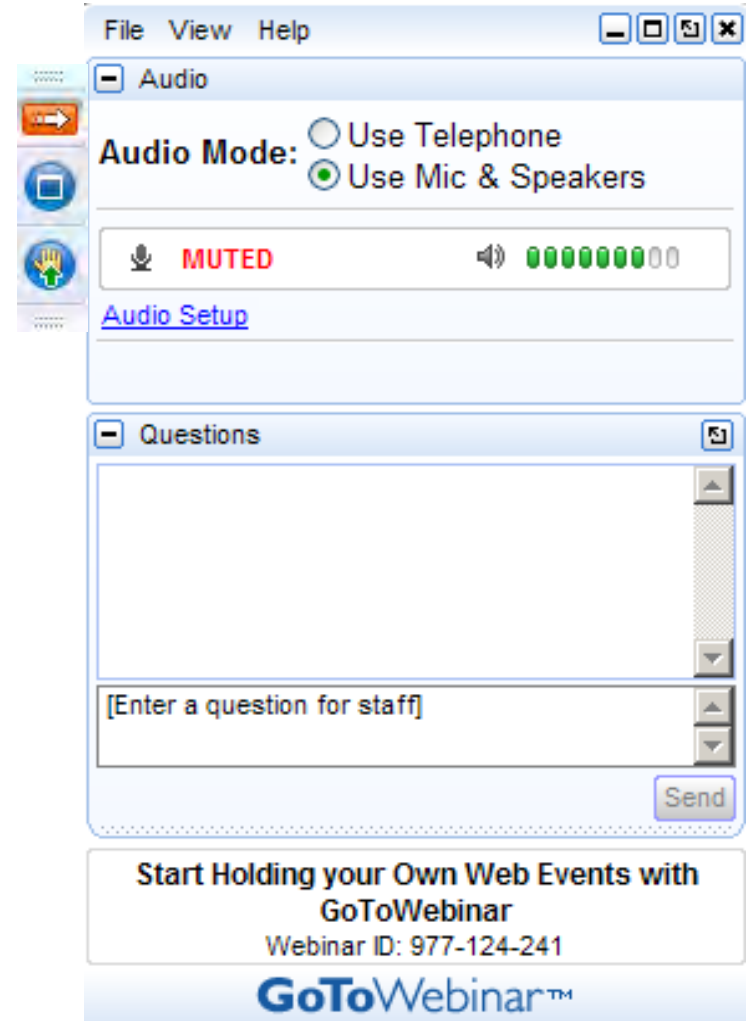 File View Help
Audio
Audio Mode:
Use Telephone
Use Mic & Speakers
MUTED
Audio Setup
Questions
[Enter a question for staff]
Send
Start Holding your Own Web Events with
GoToWebinar
Webinar ID: 977-124-241
GoToWebinar™